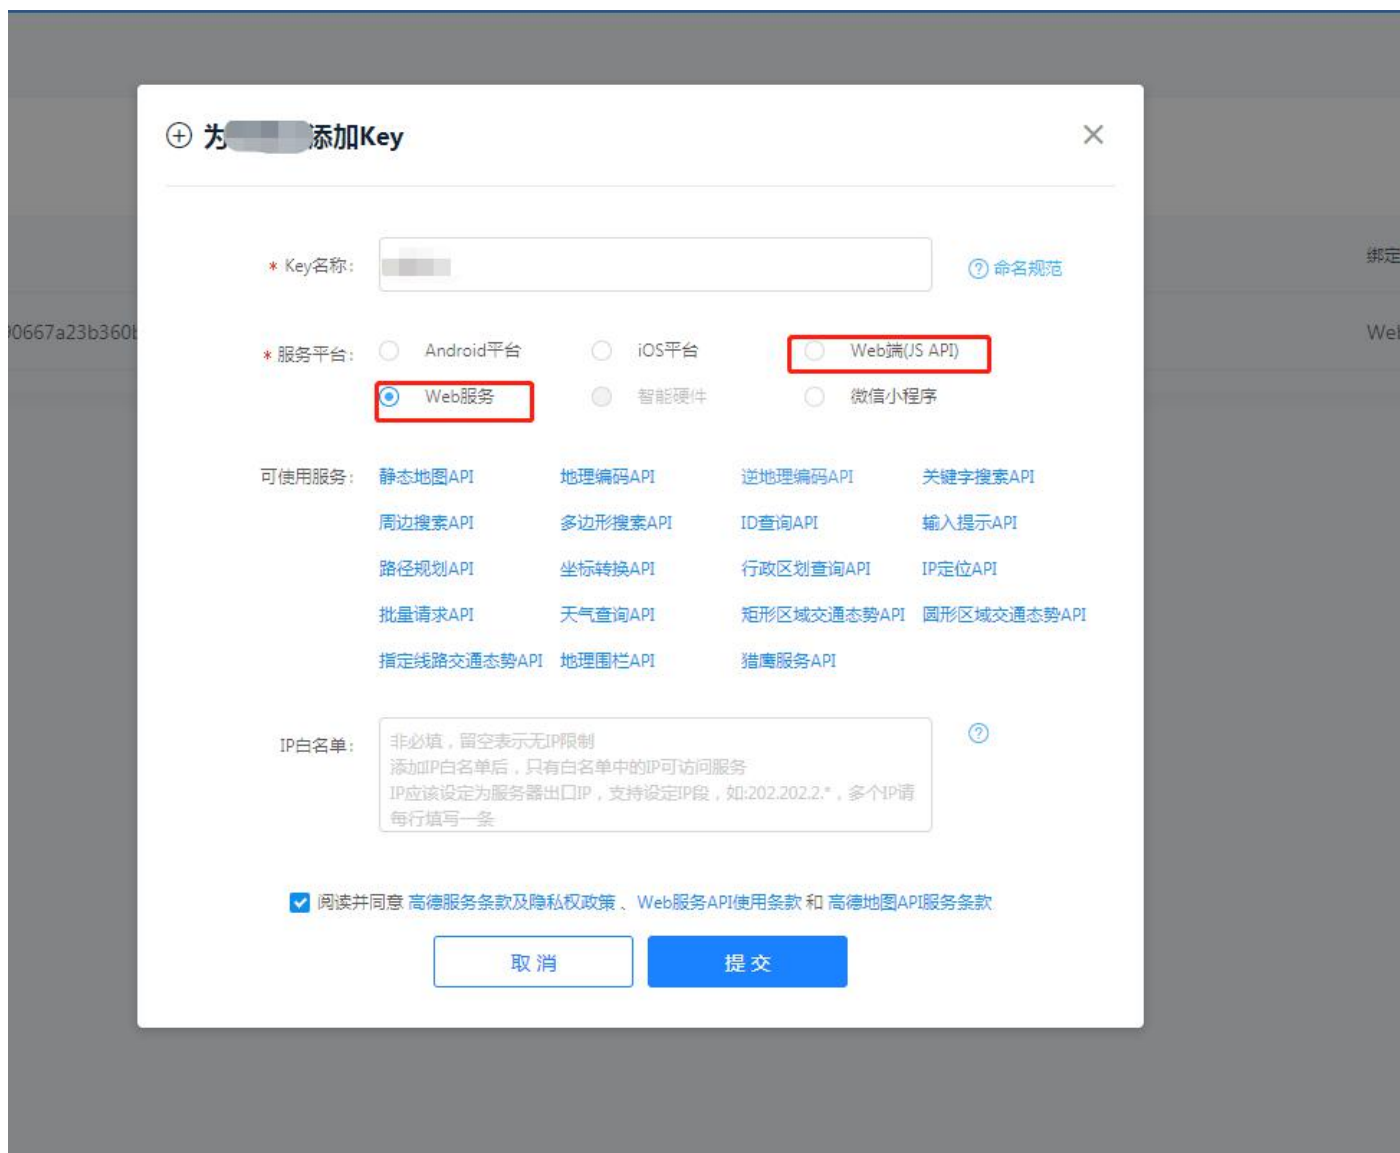 为 添加Key
* Key名称:
命名规范
绑定
90667a23b360b
Web
* 服务平台: Android平台 iOS平台 Web端(JS API)
Web服务 智能硬件 微信小程序
可使用服务: 静态地图API 地理编码API 逆地理编码API 关键字搜索API
周边搜索API 多边形搜索API ID查询API 输入提示API
路径规划API 坐标转换API 行政区划查询API IP定位API
批量请求API 天气查询API 矩形区域交通态势API 圆形区域交通态势API
指定线路交通态势API 地理围栏API 猎鹰服务API
IP白名单: 非必填，留空表示无IP限制
添加IP白名单后，只有白名单中的IP可访问服务
IP应该设定为服务器出口IP，支持设定IP段，如:202.202.2.*，多个IP请
每行填写一条
阅读并同意 高德服务条款及隐私权政策 、Web服务API使用条款 和 高德地图API服务条款
取消 提交